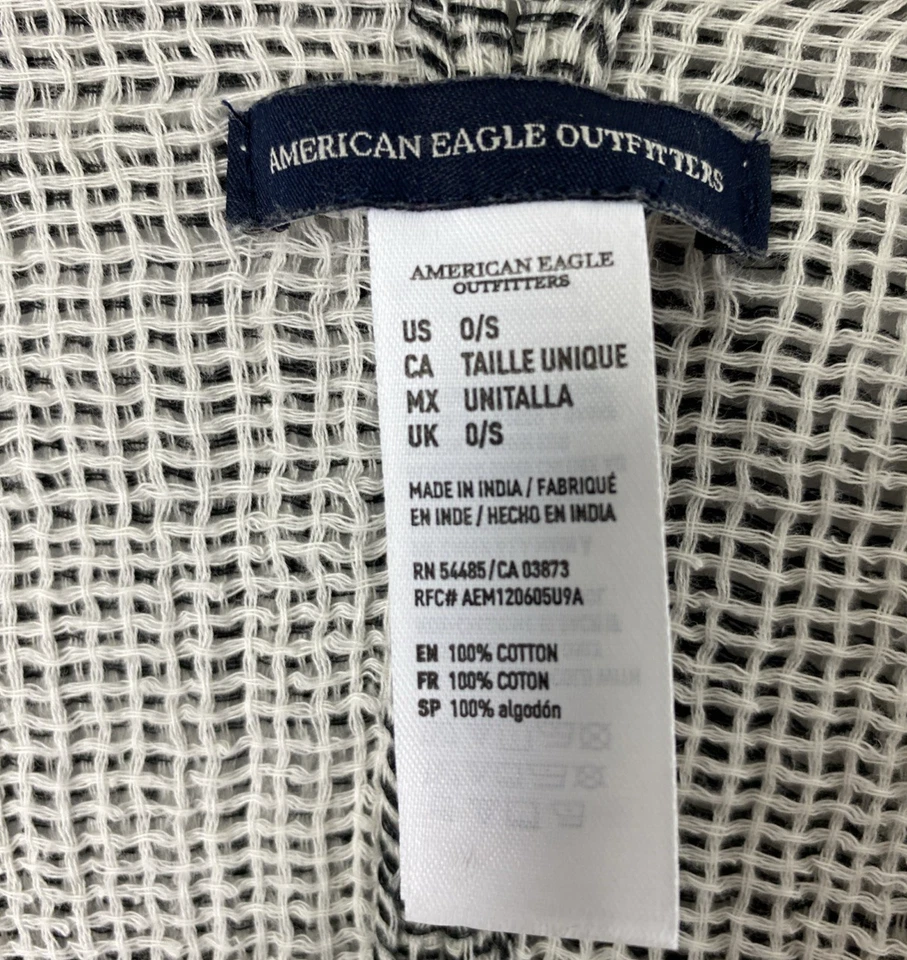 AMERICAN EAGLE OUTFITTERS
AMERICAN EAGLE
OUTFITTERS
US O/S
CA TAILLE UNIQUE
MX UNITALLA
UK O/S
MADE IN INDIA / FABRIQUÉ
EN INDE / HECHO EN INDIA
RN 54485/CA 03873
RFC# AEM120605U9A
EN 100% COTTON
FR 100% COTON
SP 100% algodón